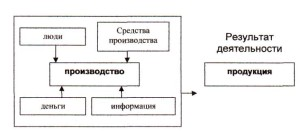 люди
Средства
производства
производство
деньги
информация
Результат
деятельности
продукция